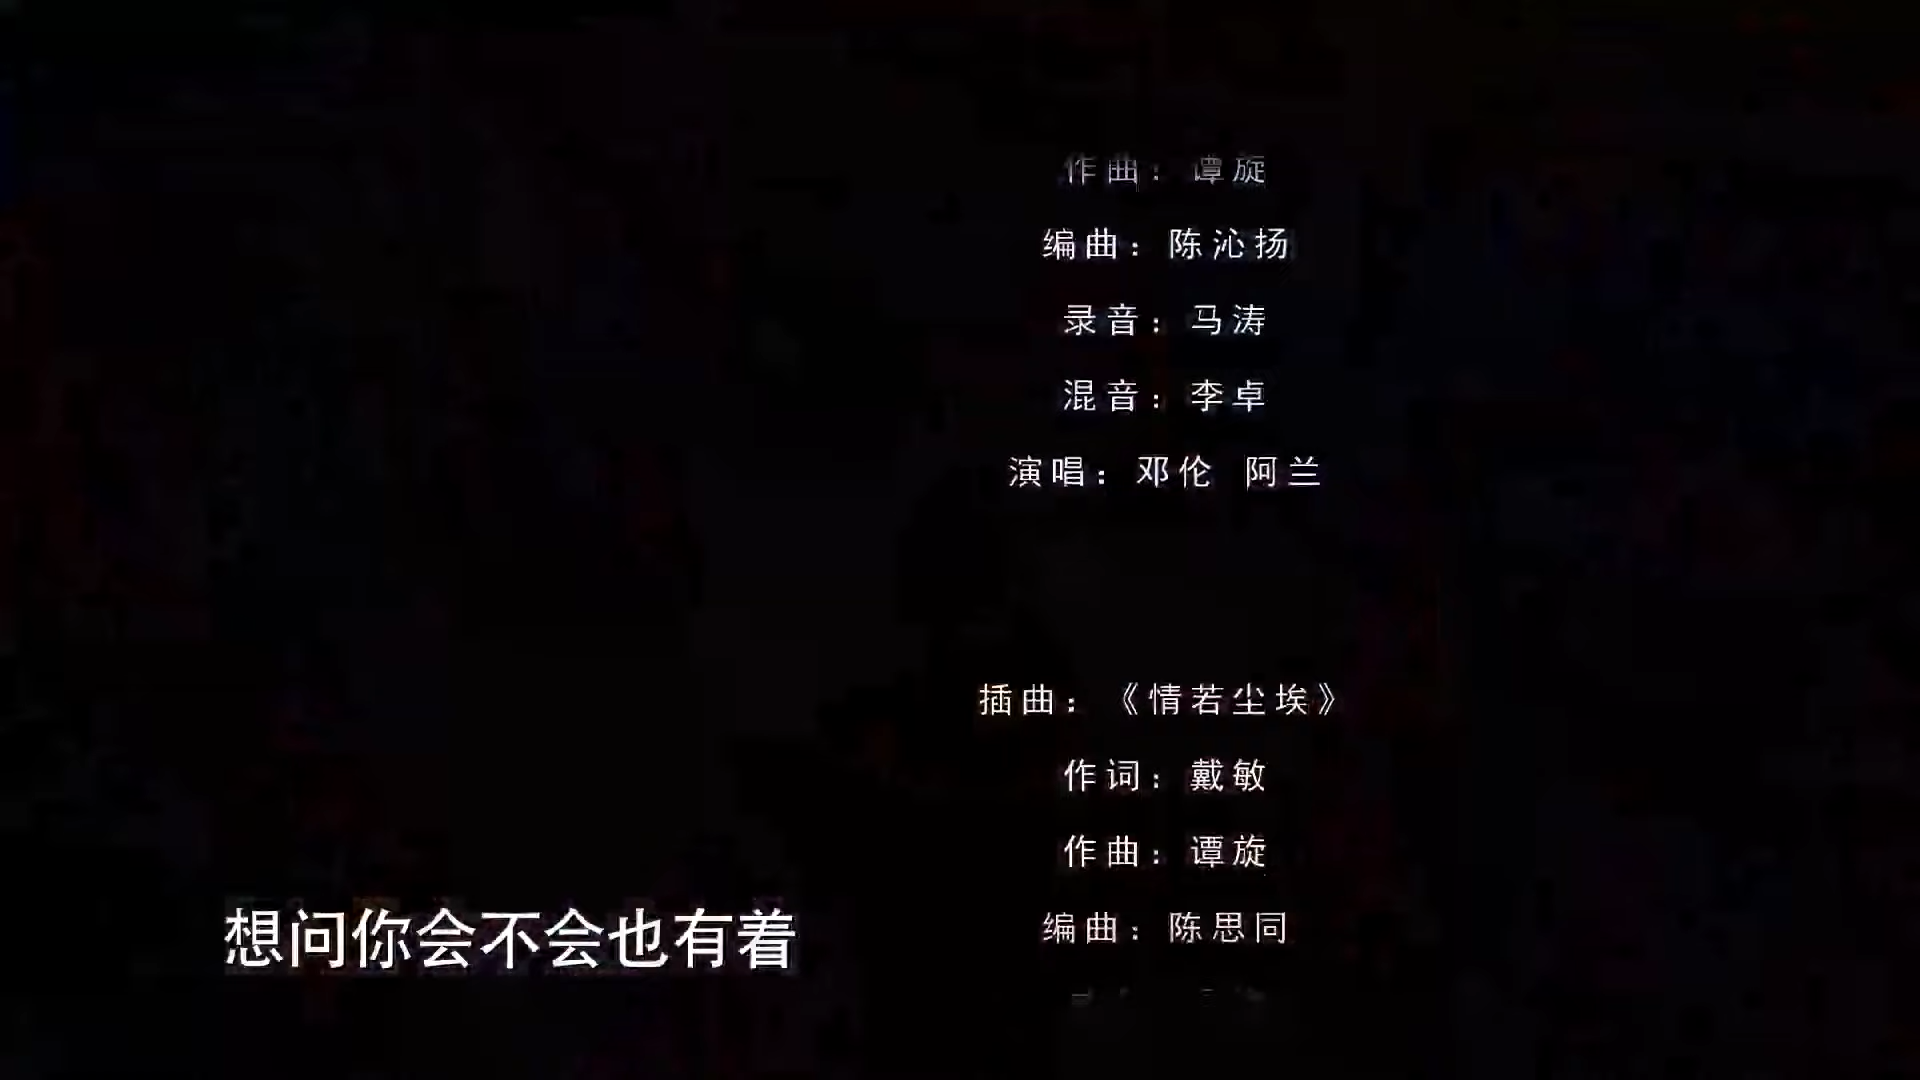 作曲：谭旋
编曲：陈沁扬
录音：马涛
混音：李卓
演唱：邓伦 阿兰
插曲：《情若尘埃》
作词：戴敏
作曲：谭旋
编曲：陈思同
想问你会不会也有着